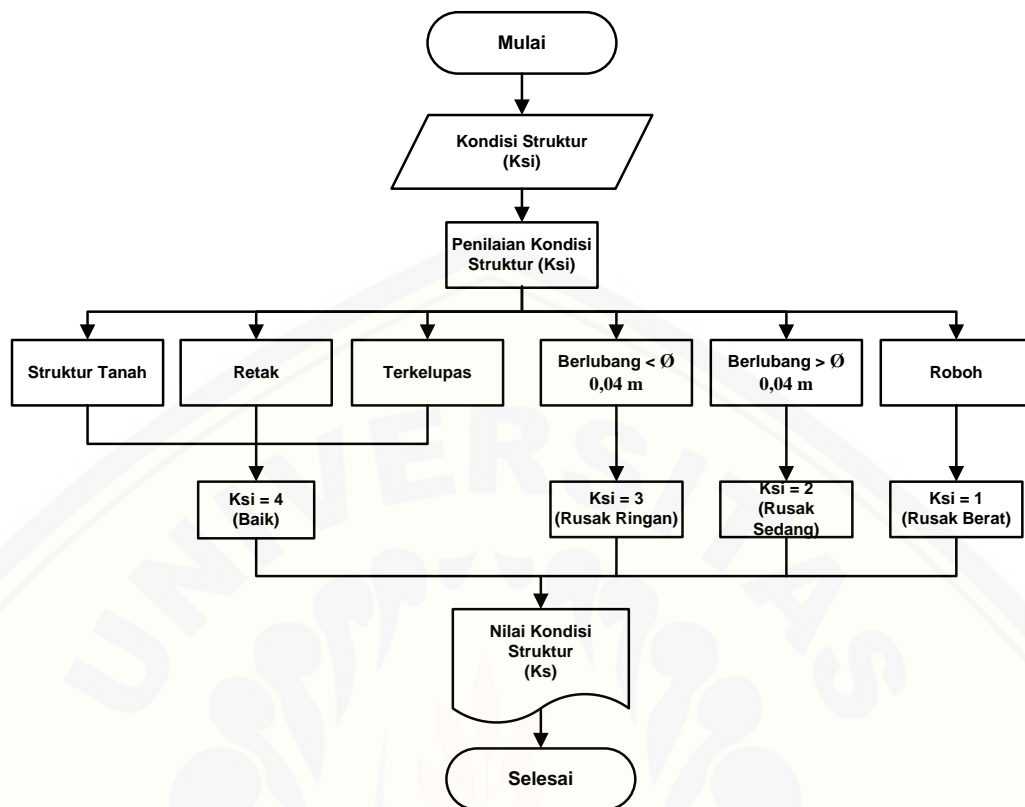 Mulai
Kondisi Struktur
(Ksi)
Penilaian Kondisi
Struktur (Ksi)
Struktur Tanah
Retak
Terkelupas
Berlubang < Ø
0,04 m
Berlubang > Ø
0,04 m
Roboh
Ksi = 4
(Baik)
Ksi = 3
(Rusak Ringan)
Ksi = 2
(Rusak
Sedang)
Ksi = 1
(Rusak Berat)
Nilai Kondisi
Struktur
(Ks)
Selesai
UNIVERSITAS